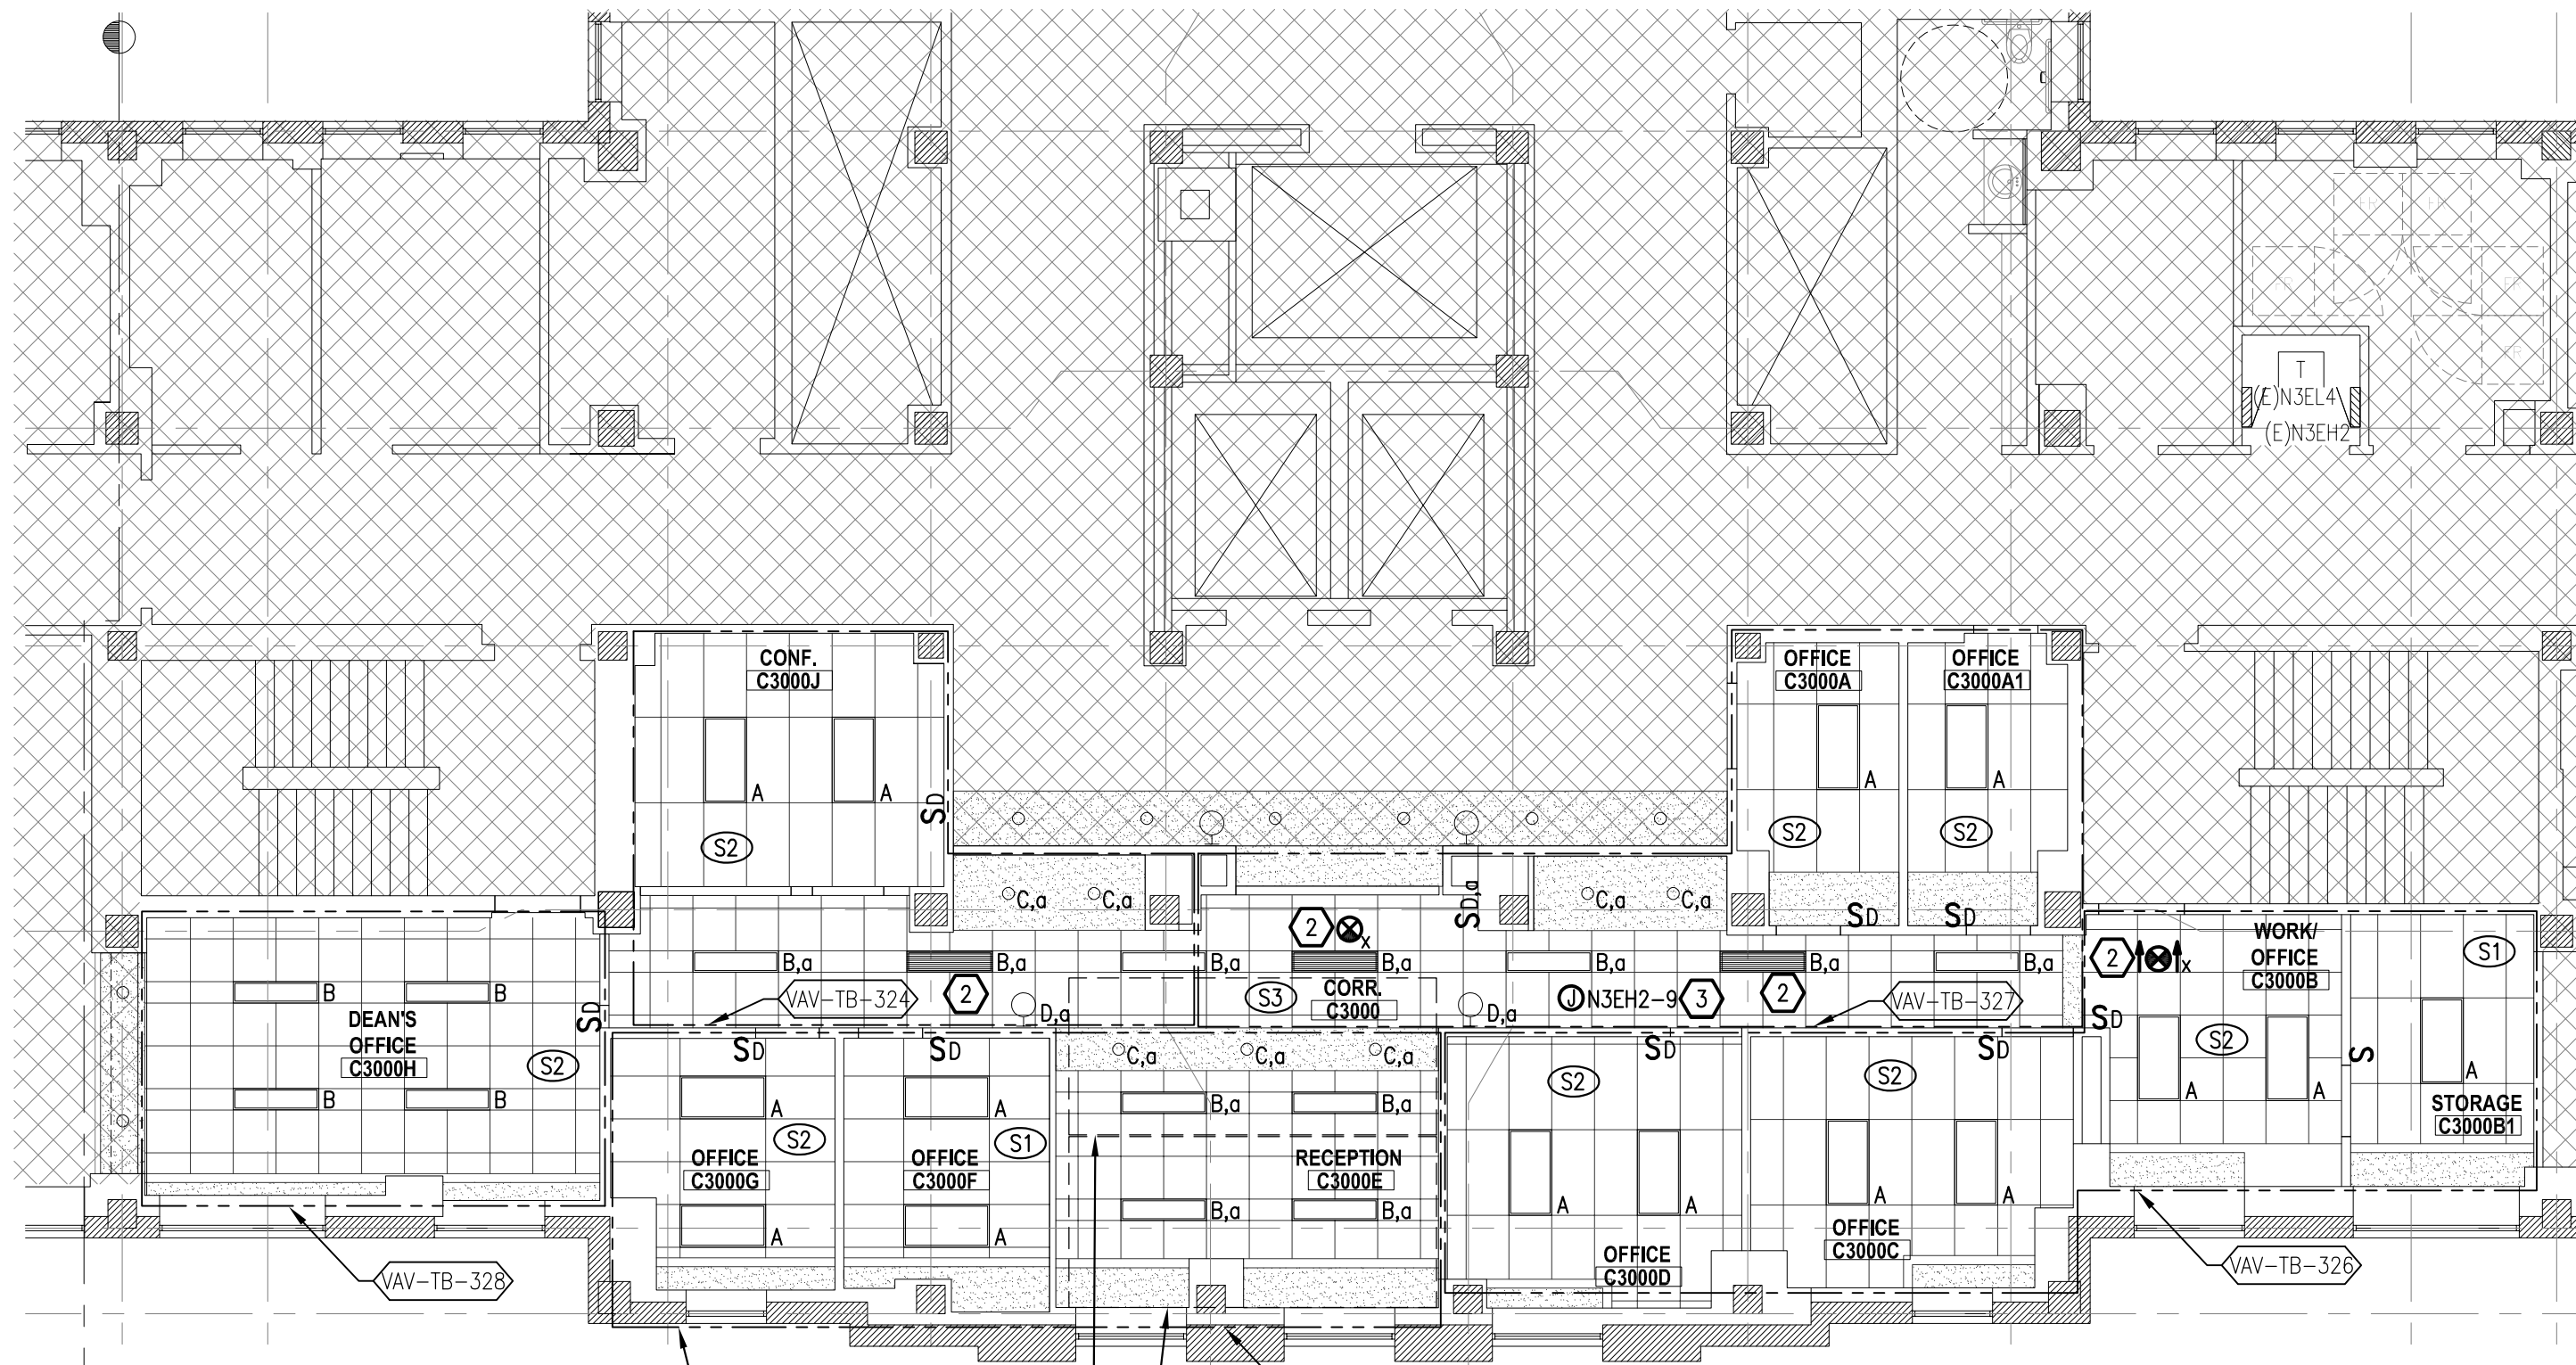 T
(E)N3EL4
(E)N3EH2
CONF.
C3000J
A
A
SD
S2
OFFICE
C3000A
A
S2
SD
OFFICE
C3000A1
A
S2
SD
C,a
C,a
SD,a
C,a
C,a
2
X
B,a
B,a
B,a
B,a
B,a
B,a
B,a
VAV-TB-324
2
D,a
S3
CORR.
C3000
D,a
J
N3EH2-9
3
2
VAV-TB-327
B
B
DEAN'S
OFFICE
C3000H
S2
SD
B
B
2
X
WORK/
OFFICE
C3000B
SD
S2
A
A
S
S1
A
STORAGE
C3000B1
SD
A
S2
OFFICE
C3000G
A
SD
A
S1
OFFICE
C3000F
A
C,a
C,a
C,a
B,a
B,a
RECEPTION
C3000E
B,a
B,a
SD
S2
A
A
OFFICE
C3000D
SD
S2
A
A
OFFICE
C3000C
VAV-TB-328
VAV-TB-326